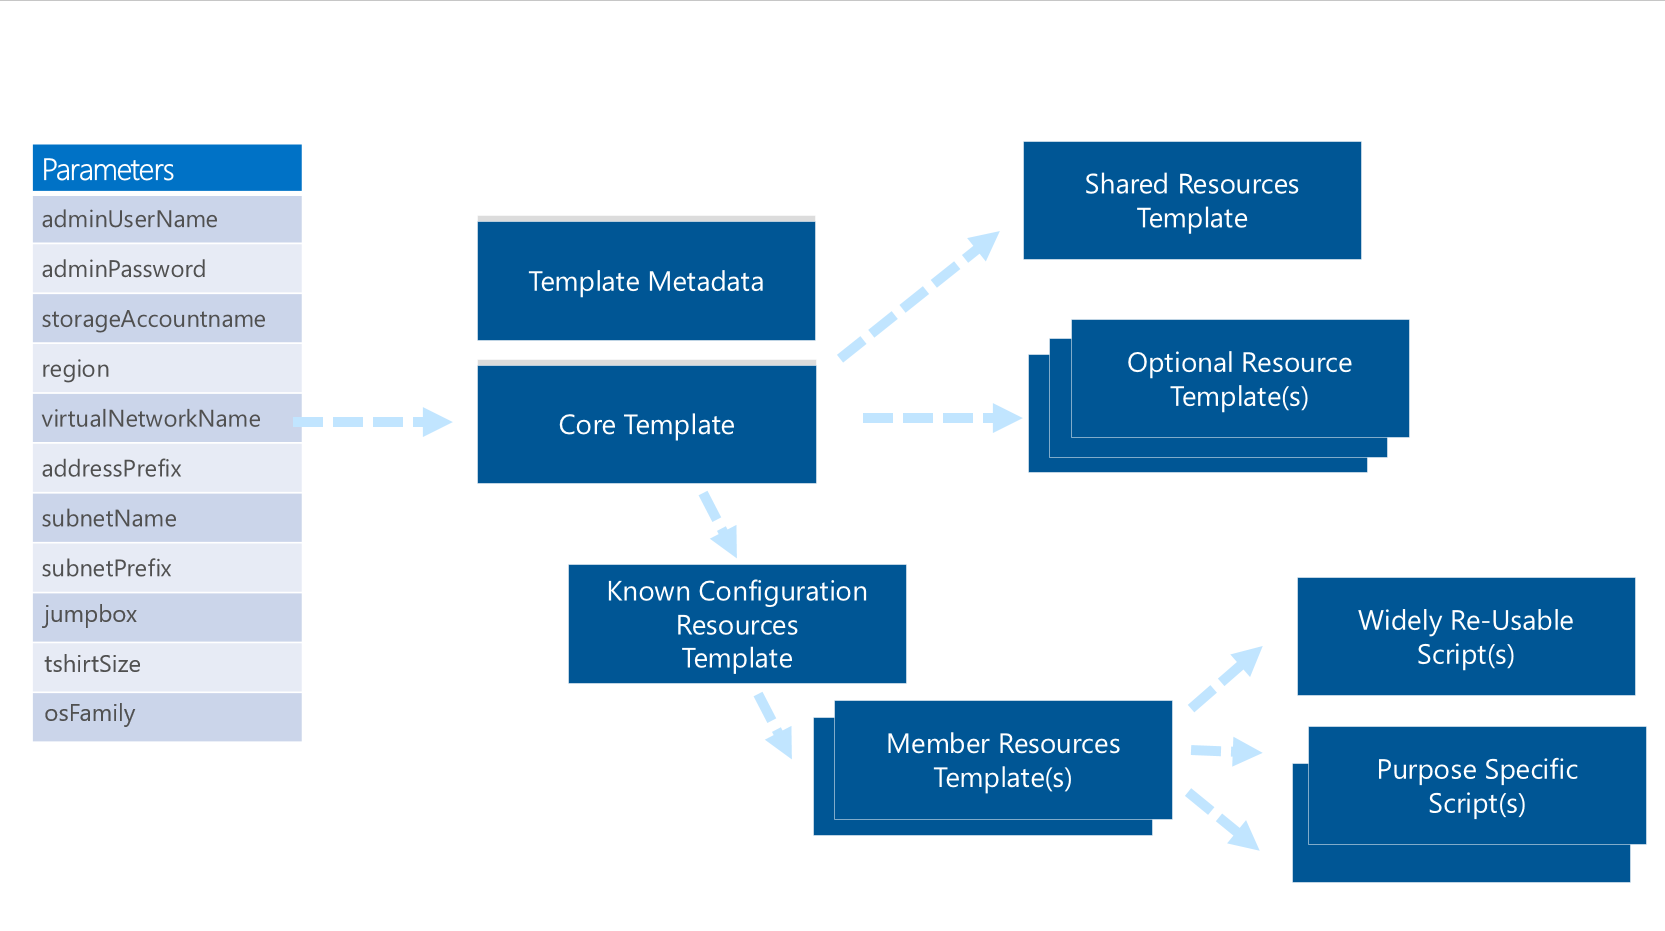 Parameters
adminUserName
adminPassword
storageAccountname
region
virtualNetworkName
addressPrefix
subnetName
subnetPrefix
jumpbox
tshirtSize
osFamily
Template Metadata
Core Template
Shared Resources
Template
Optional Resource
Template(s)
Known Configuration
Resources
Template
Member Resources
Template(s)
Widely Re-Usable
Script(s)
Purpose Specific
Script(s)